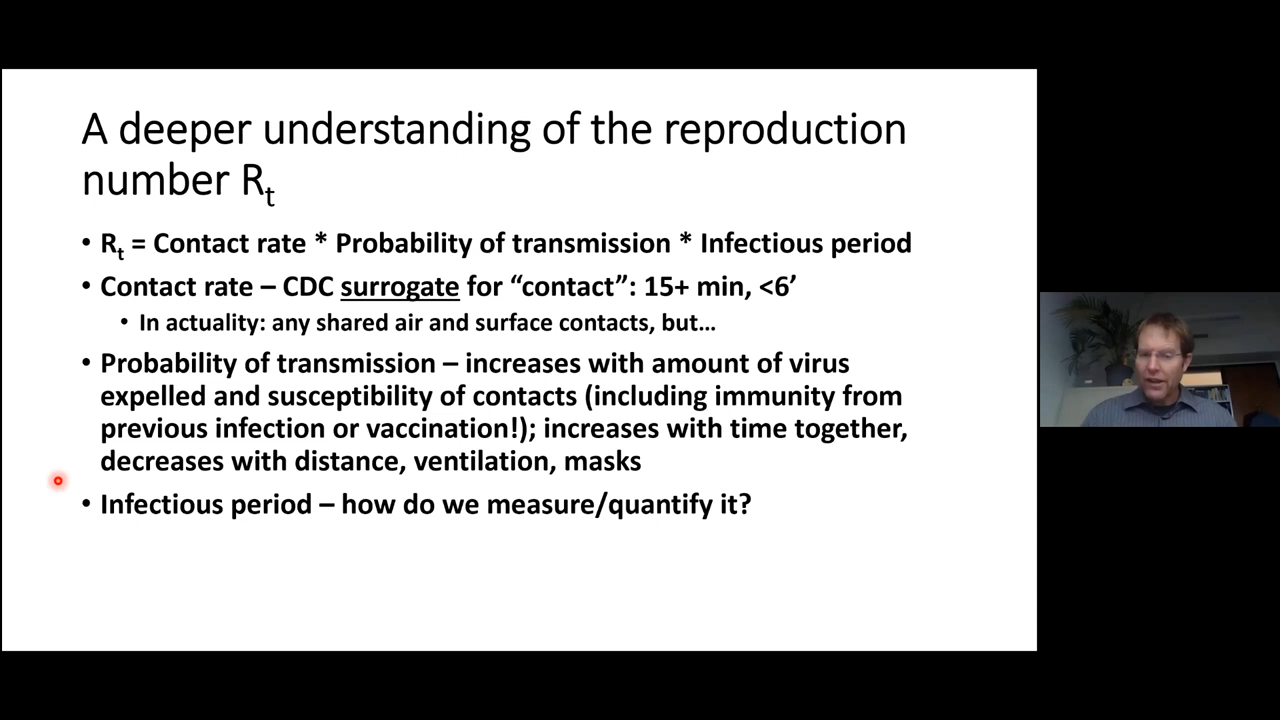 A deeper understanding of the reproduction
number Rt
• Rt = Contact rate * Probability of transmission * Infectious period
• Contact rate – CDC surrogate for “contact”: 15+ min, <6’
• In actuality: any shared air and surface contacts, but…
• Probability of transmission – increases with amount of virus
expelled and susceptibility of contacts (including immunity from
previous infection or vaccination!); increases with time together,
decreases with distance, ventilation, masks
• Infectious period – how do we measure/quantify it?